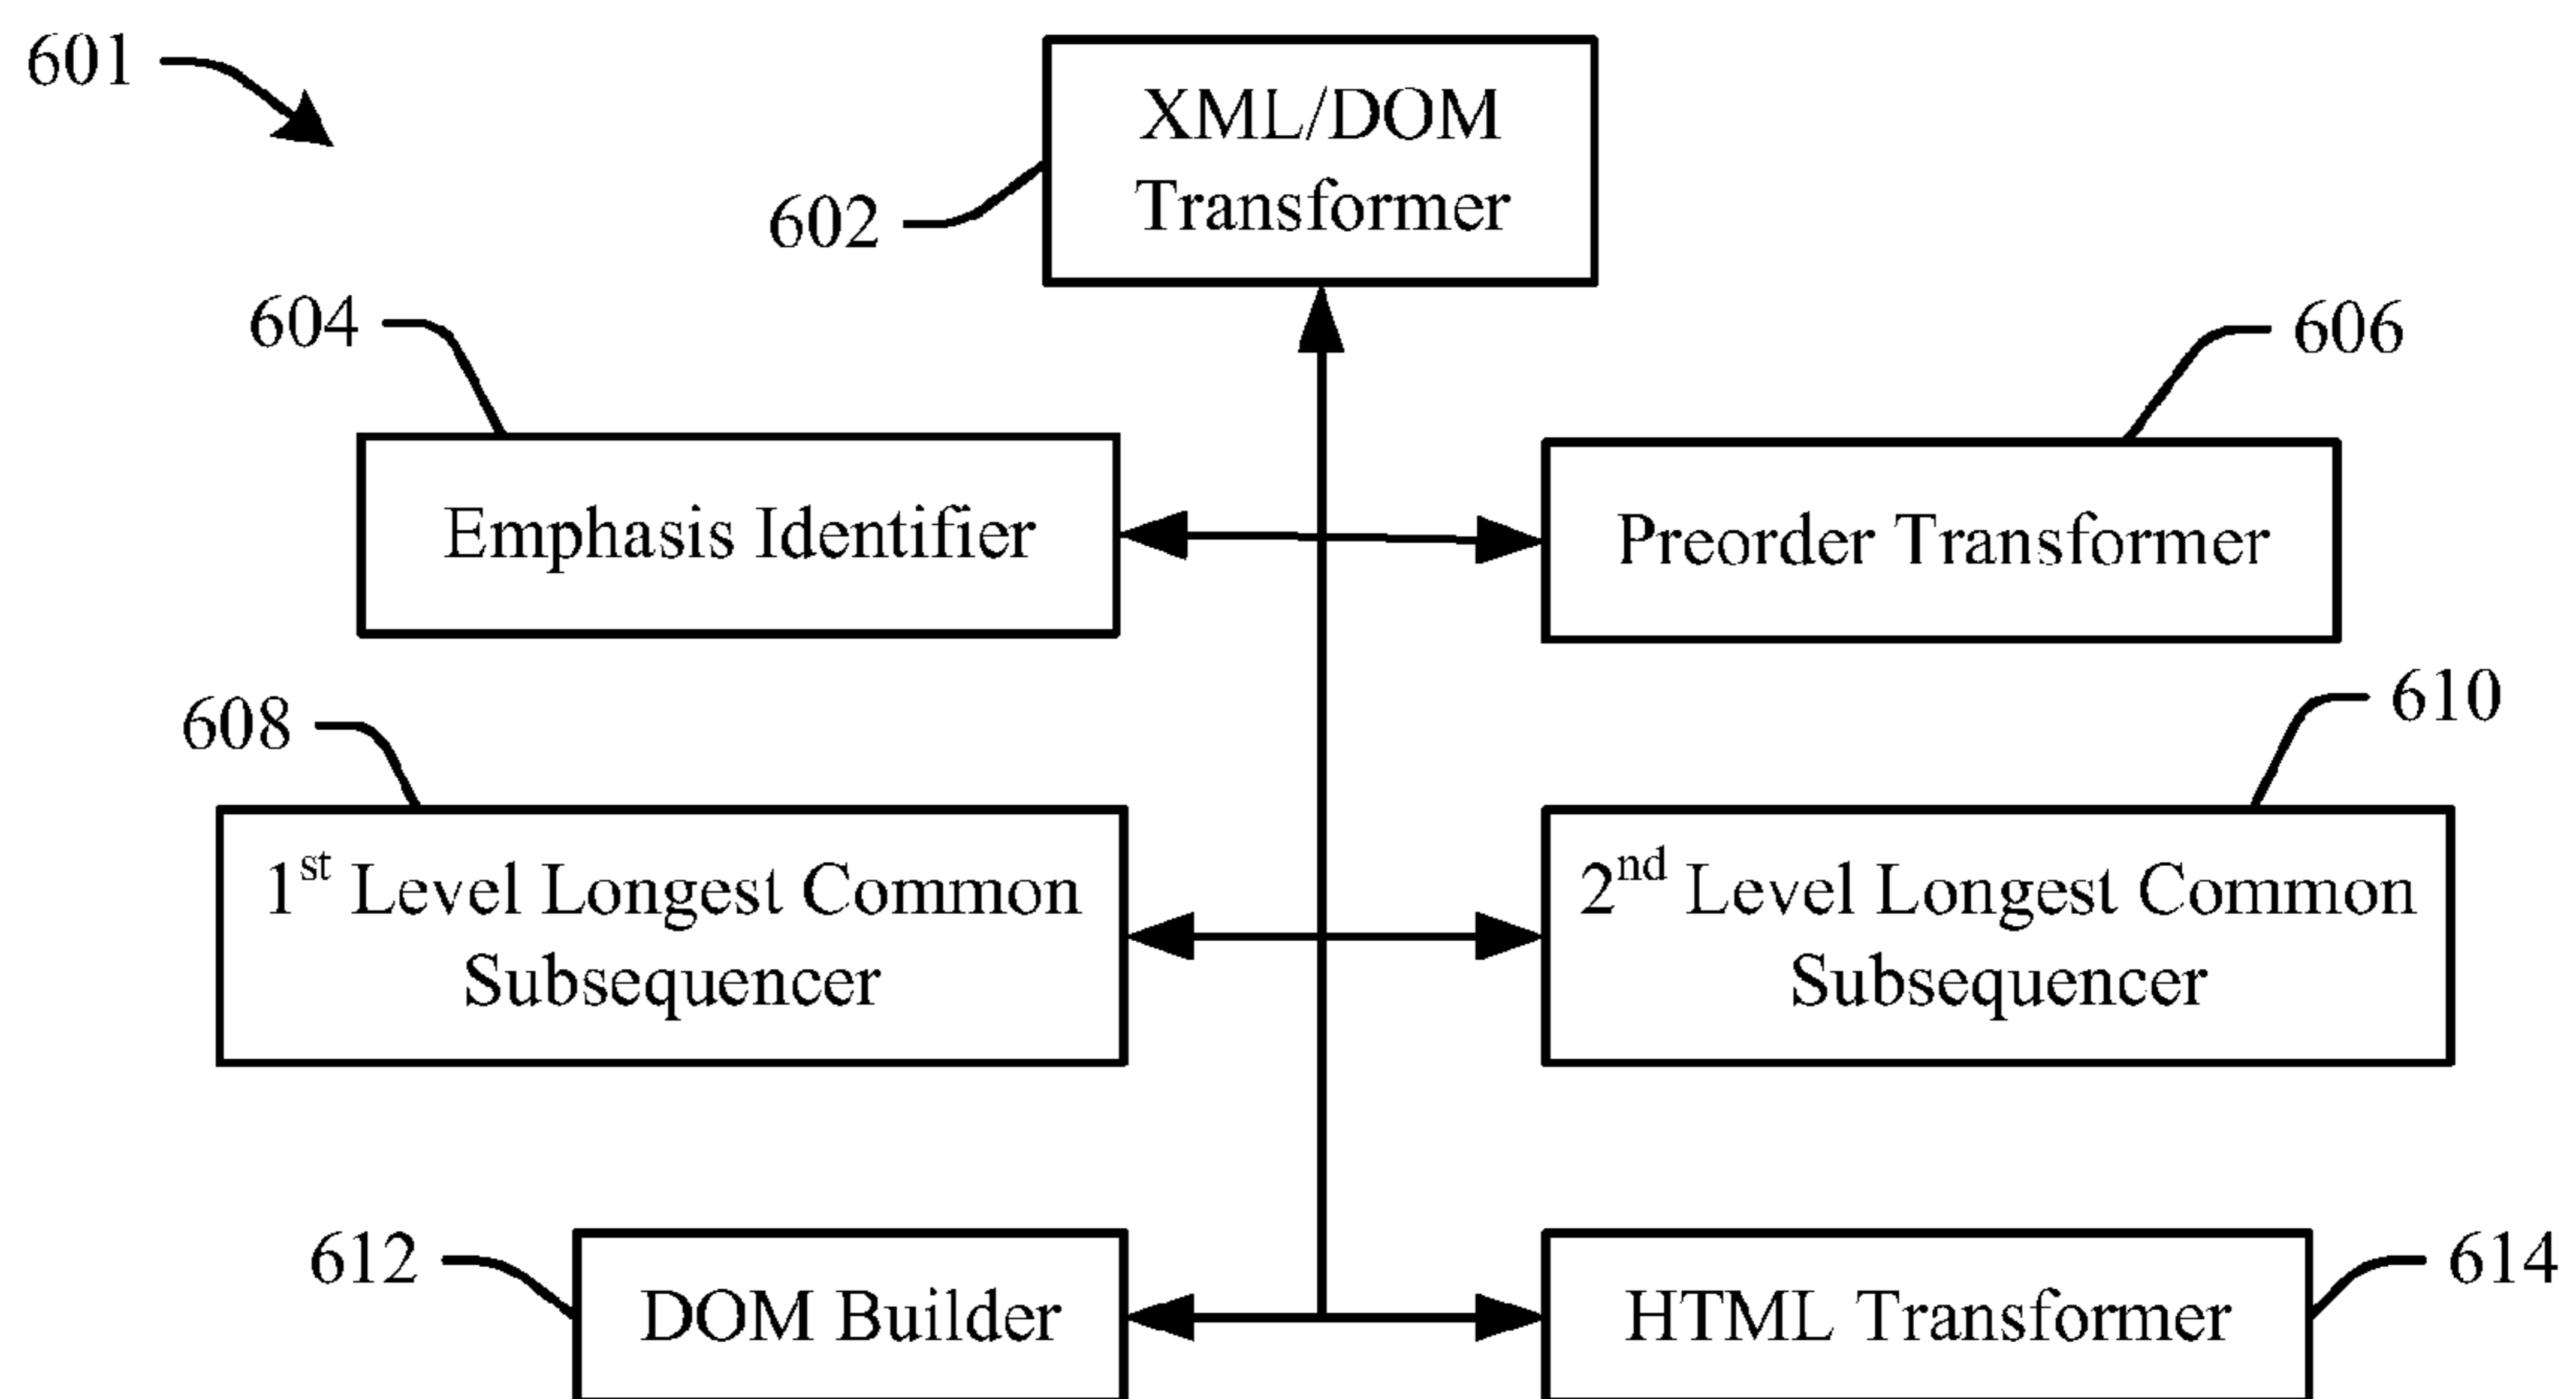 601
XML/DOM
Transformer
602
604
606
Emphasis Identifier
Preorder Transformer
608
610
1st Level Longest Common
Subsequencer
2nd Level Longest Common
Subsequencer
612
614
DOM Builder
HTML Transformer